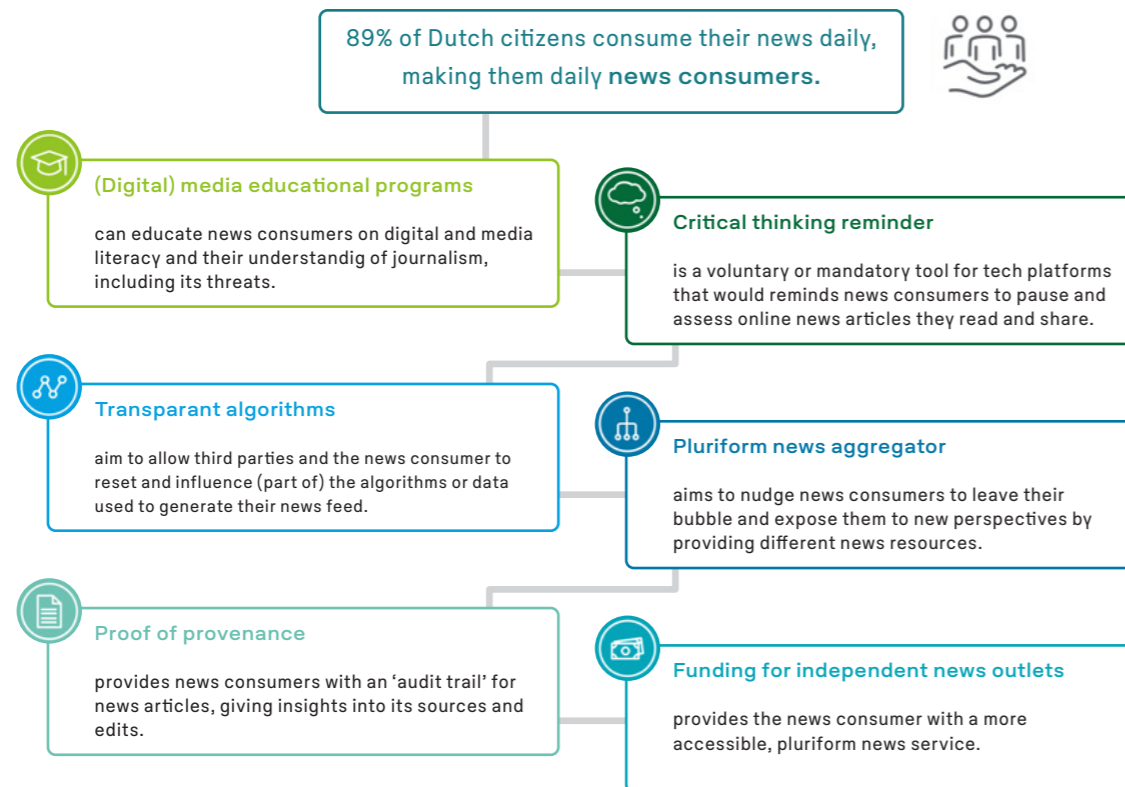 89% of Dutch citizens consume their news daily,
making them daily news consumers.
(Digital) media educational programs
can educate news consumers on digital and media
literacy and their understandig of journalism,
including its threats.
Critical thinking reminder
is a voluntary or mandatory tool for tech platforms
that would reminds news consumers to pause and
assess online news articles they read and share.
Transparant algorithms
aim to allow third parties and the news consumer to
reset and influence (part of) the algorithms or data
used to generate their news feed.
Pluriform news aggregator
aims to nudge news consumers to leave their
bubble and expose them to new perspectives by
providing different news resources.
Proof of provenance
provides news consumers with an ‘audit trail’ for
news articles, giving insights into its sources and
edits.
Funding for independent news outlets
provides the news consumer with a more
accessible, pluriform news service.